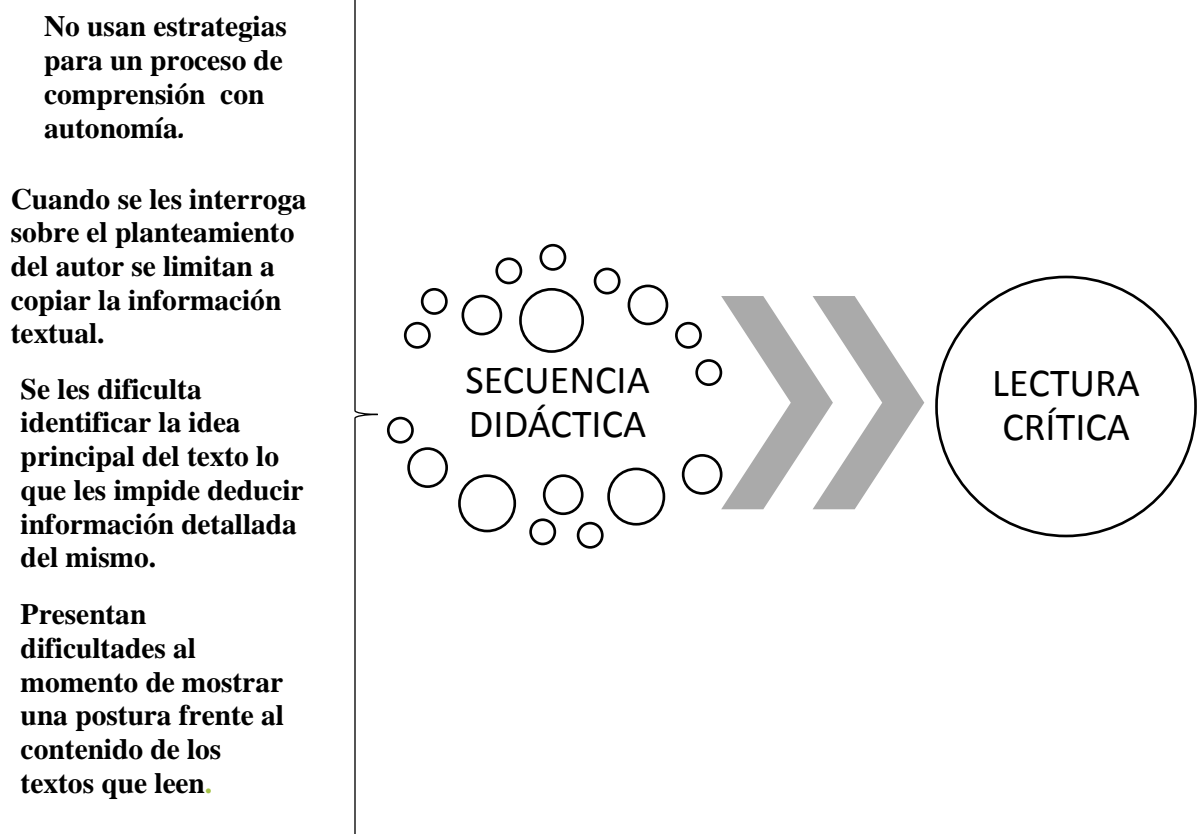 No usan estrategias
para un proceso de
comprensión con
autonomía.
Cuando se les interroga
sobre el planteamiento
del autor se limitan a
copiar la información
textual.
Se les dificulta
identificar la idea
principal del texto lo
que les impide deducir
información detallada
del mismo.
Presentan
dificultades al
momento de mostrar
una postura frente al
contenido de los
textos que leen.
SECUENCIA
DIDÁCTICA
LECTURA
CRÍTICA